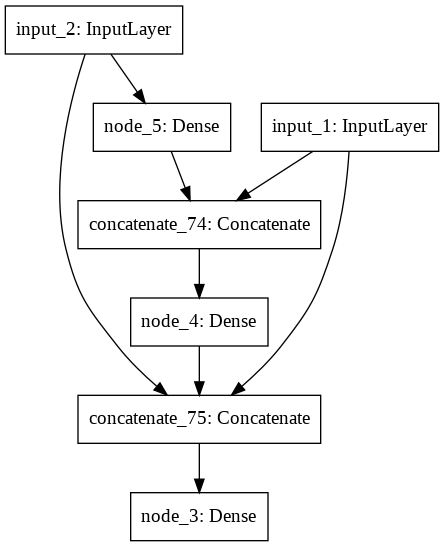 input_2: InputLayer
node_5: Dense
input_1: InputLayer
concatenate_74: Concatenate
node_4: Dense
concatenate_75: Concatenate
node_3: Dense